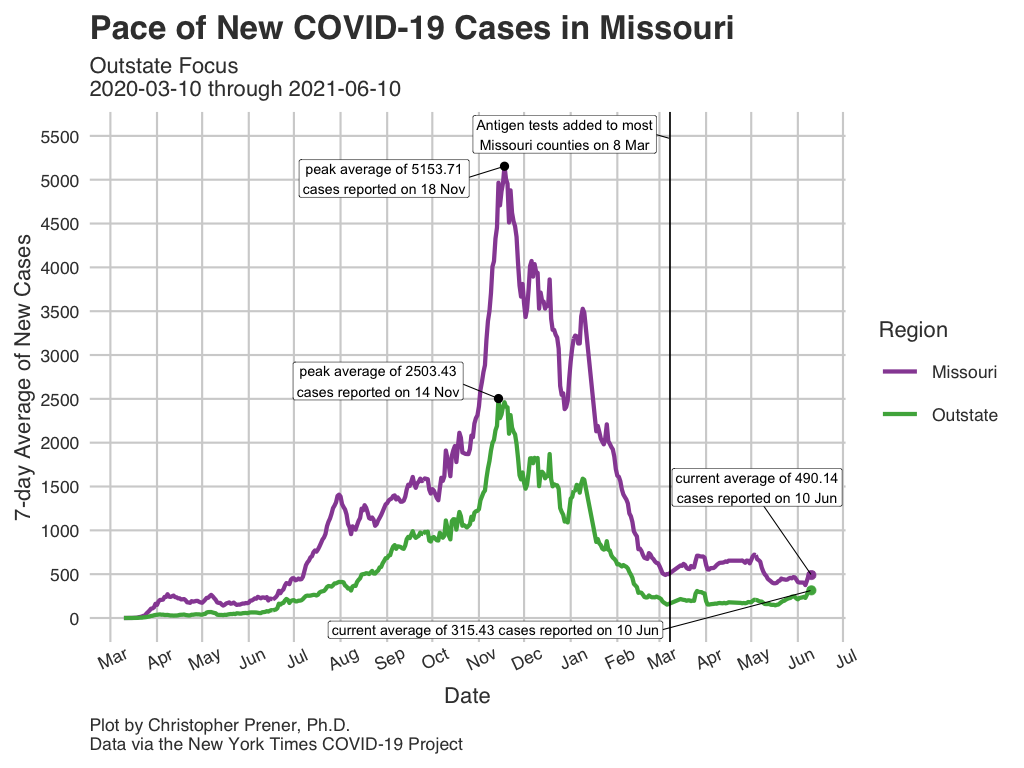 Pace of New COVID-19 Cases in Missouri
Outstate Focus
2020-03-10 through 2021-06-10
7-day Average of New Cases
5500
5000
4500
4000
3500
3000
2500
2000
1500
1000
500
0
Antigen tests added to most
Missouri counties on 8 Mar
peak average of 5153.71
cases reported on 18 Nov
peak average of 2503.43
cases reported on 14 Nov
current average of 490.14
cases reported on 10 Jun
current average of 315.43 cases reported on 10 Jun
Mar Apr May Jun Jul Aug Sep Oct Nov Dec Jan Feb Mar Apr May Jun Jul
Date
Region
Missouri
Outstate
Plot by Christopher Prener, Ph.D.
Data via the New York Times COVID-19 Project